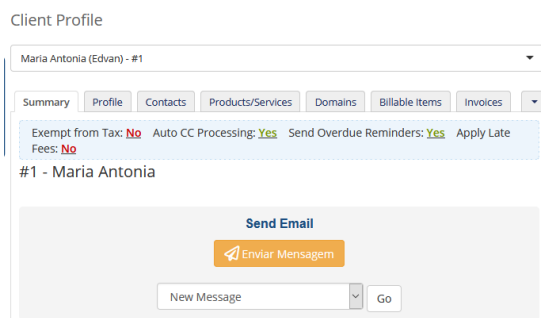 Client Profile
Maria Antonia (Edvan) - #1
Summary Profile Contacts Products/Services Domains Billable Items Invoices
Exempt from Tax: No Auto CC Processing: Yes Send Overdue Reminders: Yes Apply Late
Fees: No
#1 - Maria Antonia
Send Email
Enviar Mensagem
New Message Go